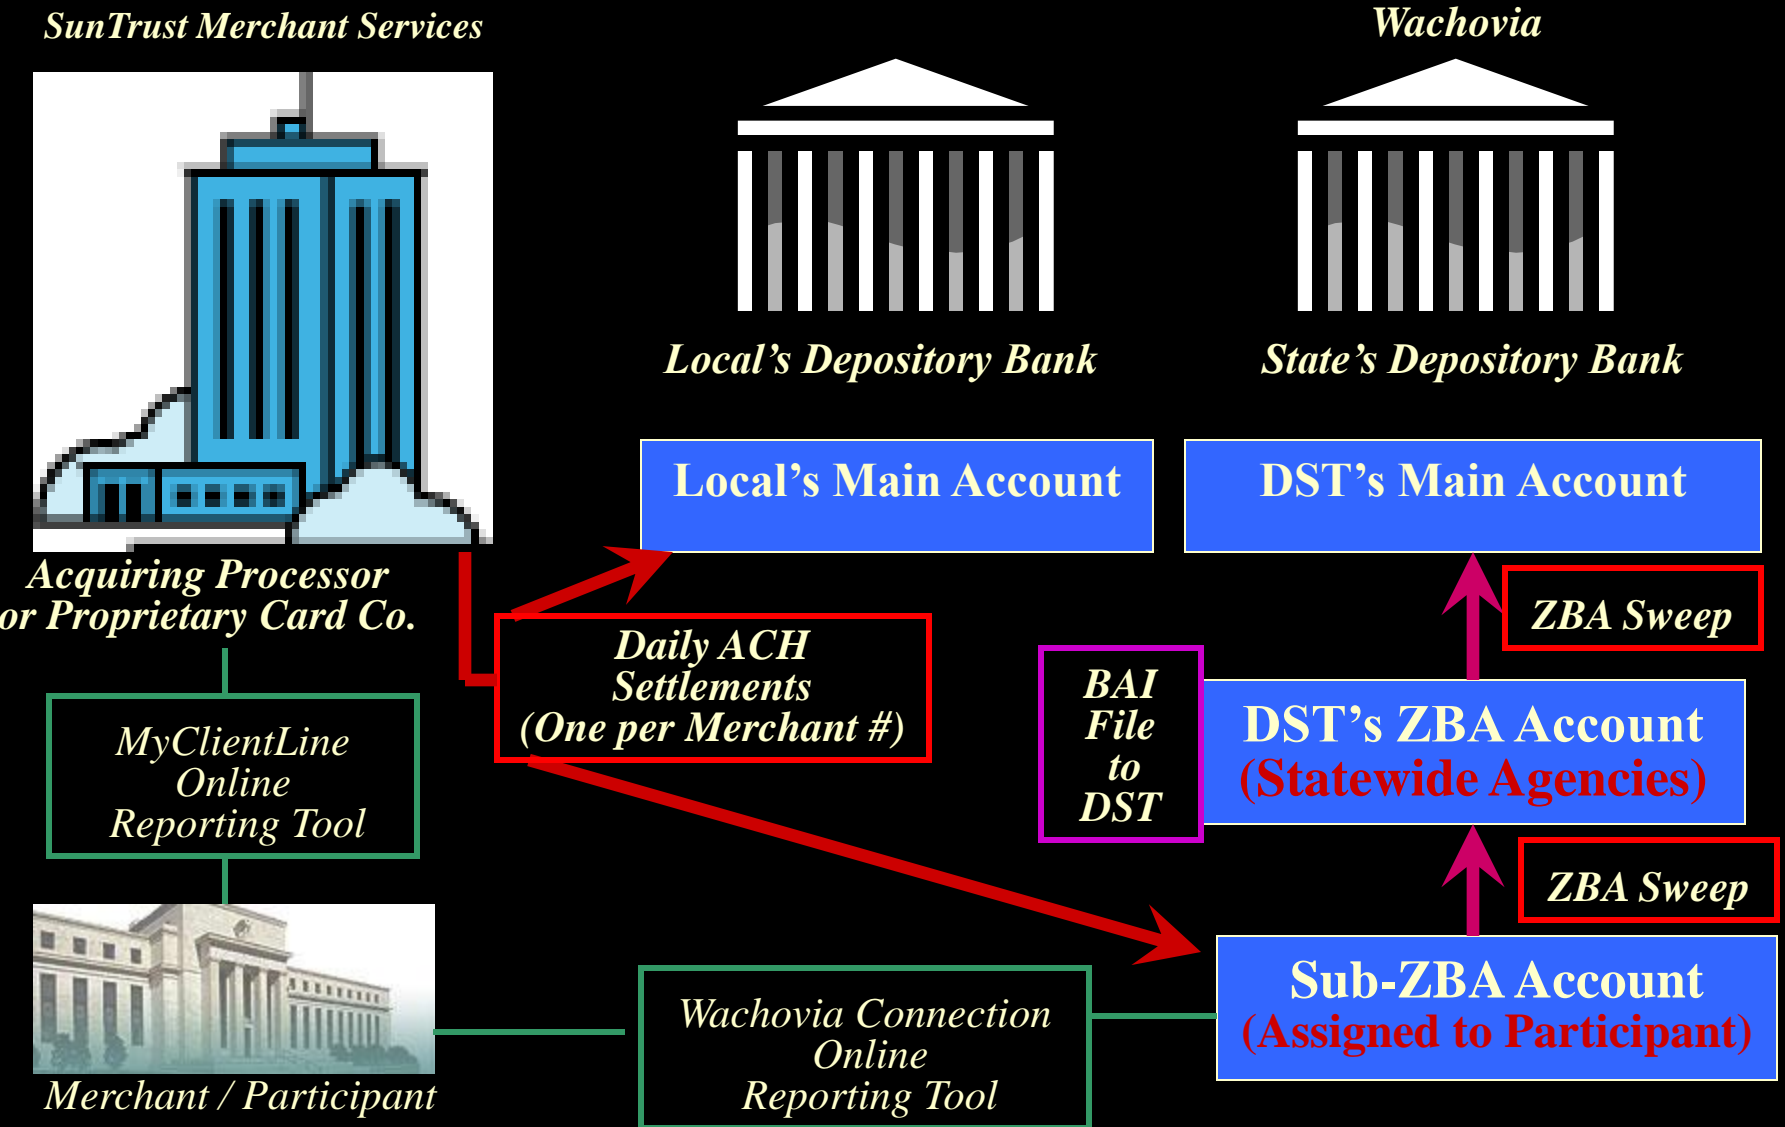 SunTrust Merchant Services
Wachovia
Local’s Depository Bank
State’s Depository Bank
Local’s Main Account
DST’s Main Account
Acquiring Processor
or Proprietary Card Co.
ZBA Sweep
Daily ACH
Settlements
(One per Merchant #)
BAI
File
to
DST
DST’s ZBA Account
(Statewide Agencies)
MyClientLine
Online
Reporting Tool
ZBA Sweep
Sub-ZBA Account
(Assigned to Participant)
Wachovia Connection
Online
Reporting Tool
Merchant / Participant